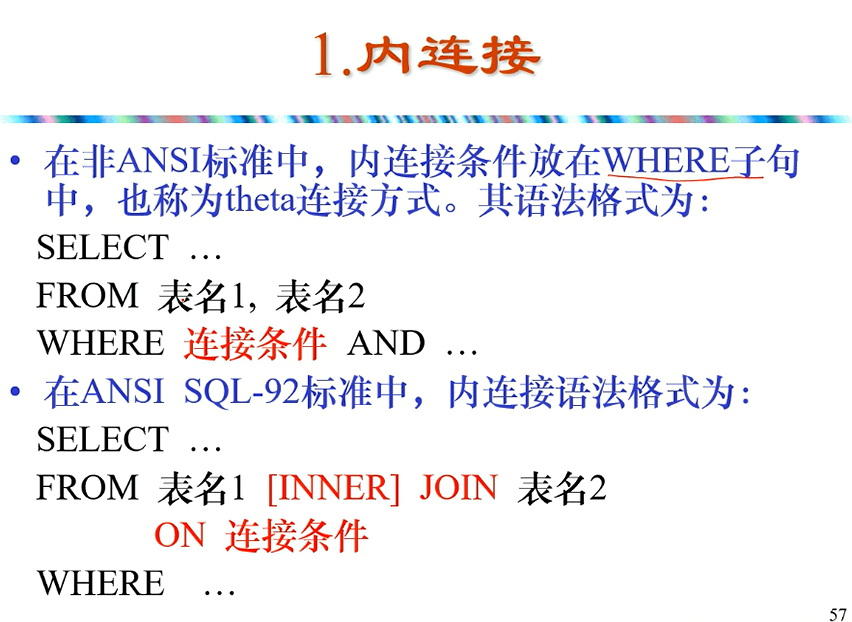 1.内连接
• 在非ANSI标准中，内连接条件放在WHERE子句
中，也称为theta连接方式。其语法格式为：
SELECT …
FROM 表名1, 表名2
WHERE 连接条件 AND …
• 在ANSI SQL-92标准中，内连接语法格式为：
SELECT …
FROM 表名1 [INNER] JOIN 表名2
ON 连接条件
WHERE …
57